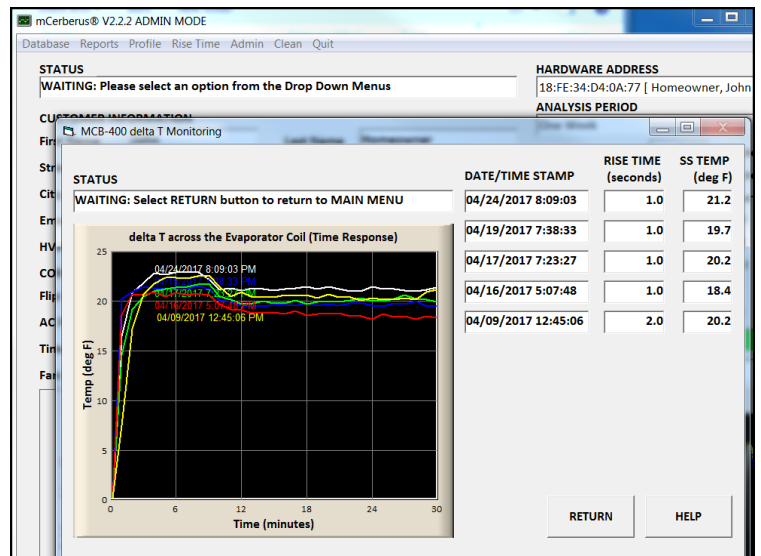 mCerberus® V2.2.2 ADMIN MODE
Database Reports Profile Rise Time Admin Clean Quit
STATUS
WAITING: Please select an option from the Drop Down Menus
HARDWARE ADDRESS
18:FE:34:D4:0A:77 [ Homeowner, John
ANALYSIS PERIOD
One Week
CUSTOMER INFORMATION
Last Name Homeowner
MCB-400 delta T Monitoring
STATUS
WAITING: Select RETURN button to return to MAIN MENU
DATE/TIME STAMP
RISE TIME
(seconds)
SS TEMP
(deg F)
04/24/2017 8:09:03 1.0 21.2
04/19/2017 7:38:33 1.0 19.7
04/17/2017 7:23:27 1.0 20.2
04/16/2017 5:07:48 1.0 18.4
04/09/2017 12:45:06 2.0 20.2
delta T across the Evaporator Coil (Time Response)
04/24/2017 8:09:03 PM
04/09/2017 12:45:06 PM
Temp (deg F)
25
20
15
10
5
0
0 6 12 18 24 30
Time (minutes)
RETURN
HELP